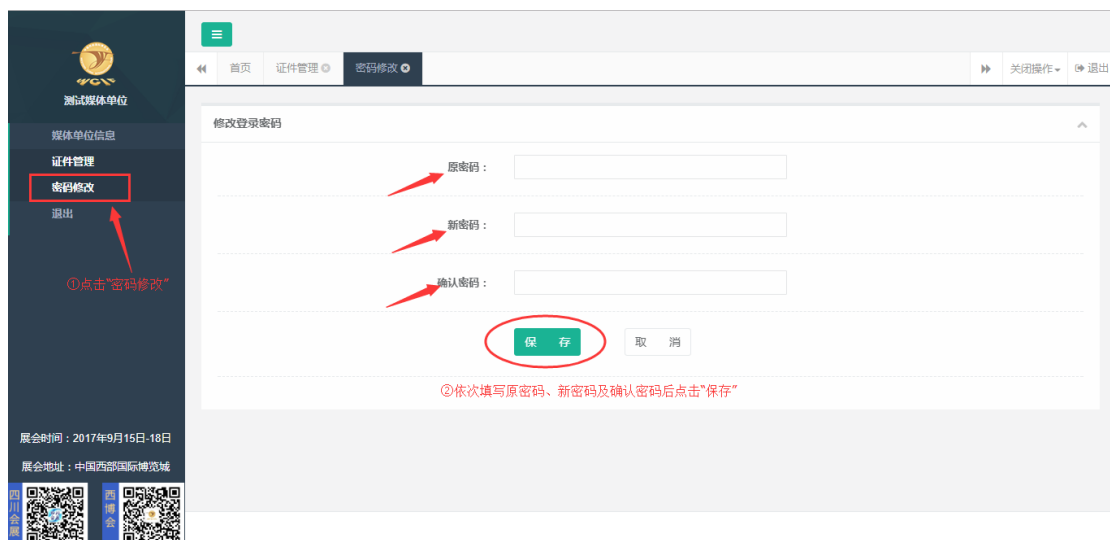 WCIF
测试媒体单位
媒体单位信息
证件管理
密码修改
退出
①点击“密码修改”
展会时间：2017年9月15日-18日
展会地址：中国西部国际博览城
四川会展
西博会
首页 证件管理 密码修改 关闭操作 退出
修改登录密码
原密码：
新密码：
确认密码：
保 存 取 消
②依次填写原密码、新密码及确认密码后点击“保存”